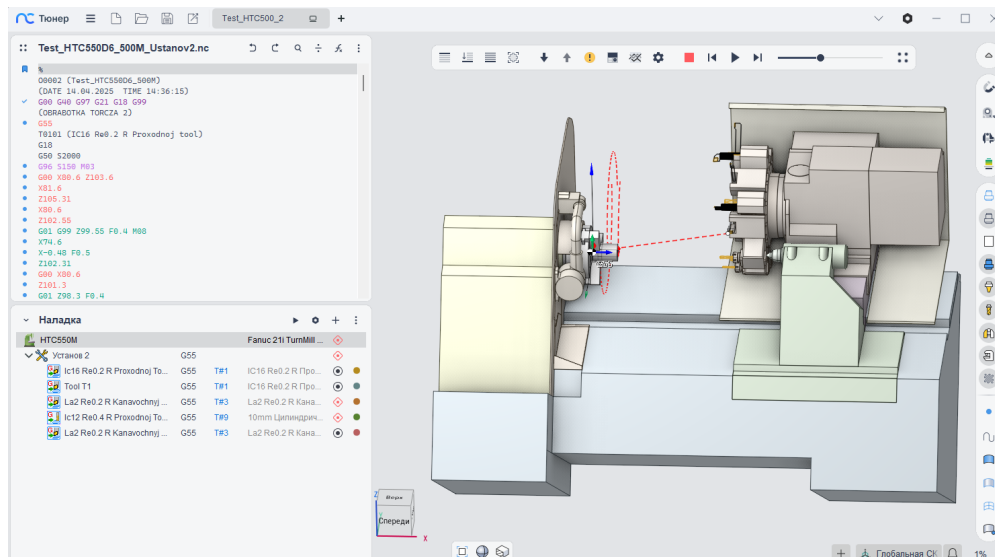 Тюнер
Test_HTC500_2
Test_HTC550D6_500M_Ustanov2.nc
%
O0002 (Test_HTC550D6_500M)
(DATE 14.04.2025 TIME 14:36:15)
G00 G40 G97 G21 G18 G99
(OBRABOTKA TORCZA 2)
G55
T0101 (IC16 Re0.2 R Proxodnoj tool)
G18
G50 S2000
G96 S150 M03
G00 X80.6 Z103.6
X81.6
Z105.31
X80.6
Z102.55
G01 G99 Z99.55 F0.4 M08
X74.6
X-0.48 F0.5
Z102.31
G00 X80.6
Z101.3
G01 Z98.3 F0.4
Наладка
HTC550M Fanuc 21i TurnMill ...
Установ 2 G55
Ic16 Re0.2 R Proxodnoj To... G55 T#1 IC16 Re0.2 R Про...
Tool T1 G55 T#1 IC16 Re0.2 R Про...
La2 Re0.2 R Kanavochnyj ... G55 T#3 La2 Re0.2 R Кана...
Ic12 Re0.4 R Proxodnoj To... G55 T#9 10mm Цилиндрич...
La2 Re0.2 R Kanavochnyj ... G55 T#3 La2 Re0.2 R Кана...
Z
Верх
Спереди
X
Глобальная СК
1%